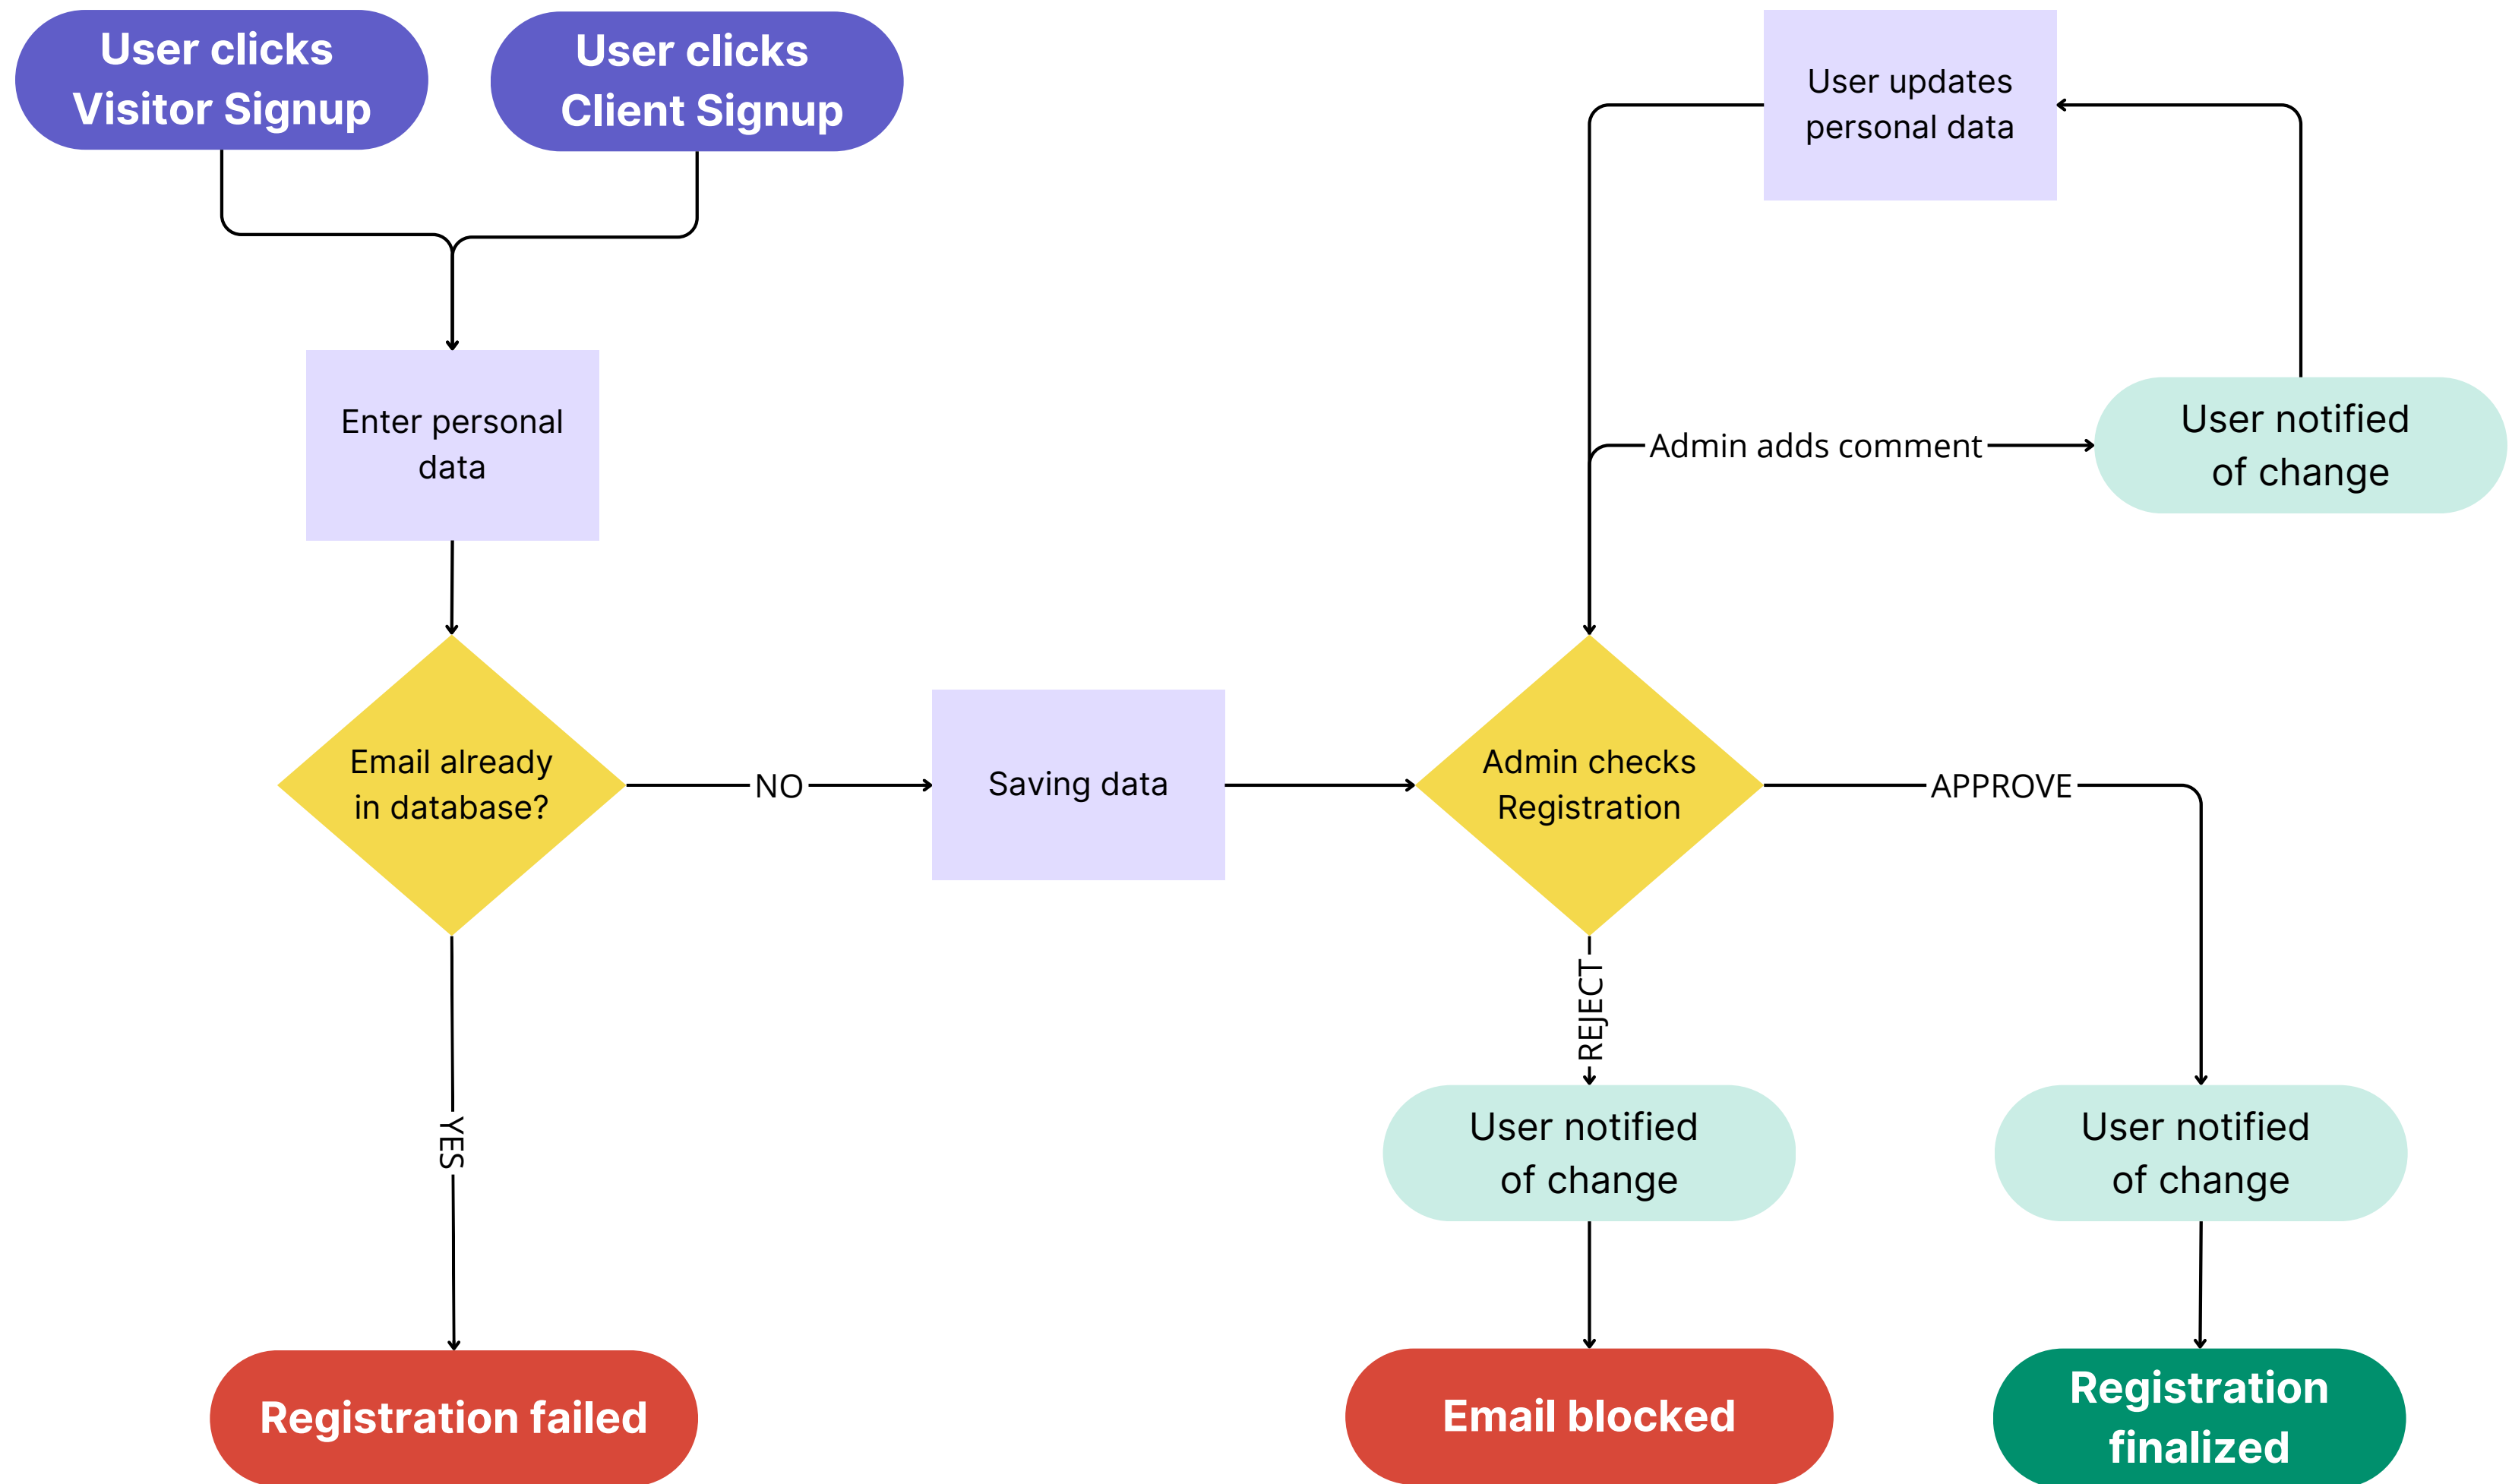 User clicks
Visitor Signup
User clicks
Client Signup
User updates
personal data
Enter personal
data
Admin adds comment
User notified
of change
Email already
in database?
NO
Saving data
Admin checks
Registration
APPROVE
REJECT
YES
User notified
of change
User notified
of change
Registration failed
Email blocked
Registration
finalized